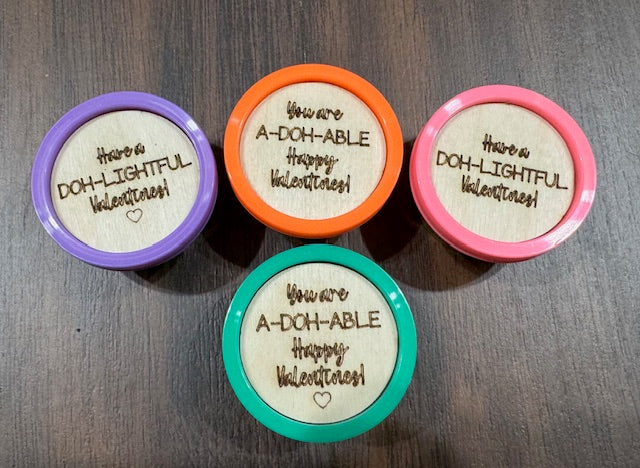 Have a
DOH-LIGHTFUL
Valentines!
You are
A-DOH-ABLE
Happy
Valentines!
Have a
DOH-LIGHTFUL
Valentines!
You are
A-DOH-ABLE
Happy
Valentines!